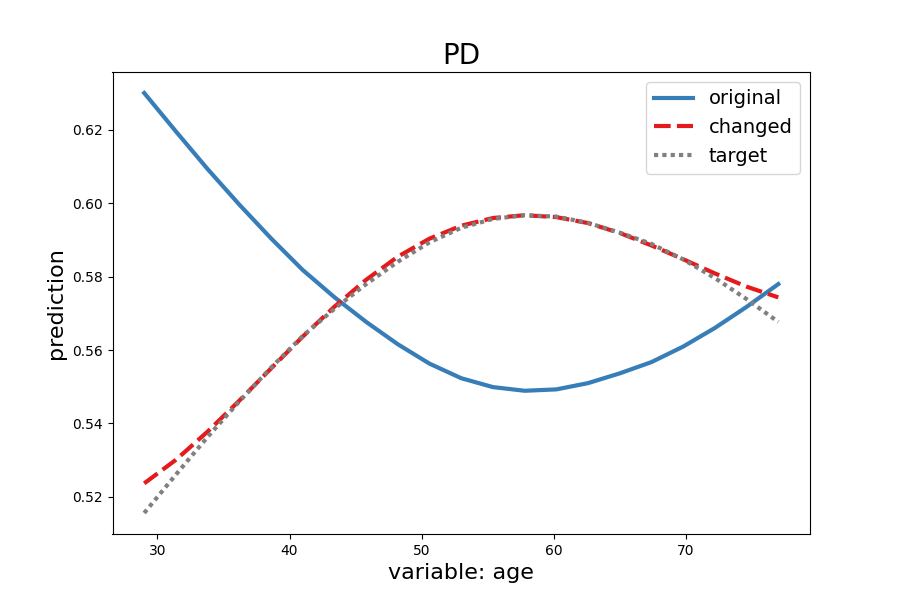 PD
original
changed
target
0.62
0.60
0.58
0.56
0.54
0.52
prediction
30 40 50 60 70
variable: age